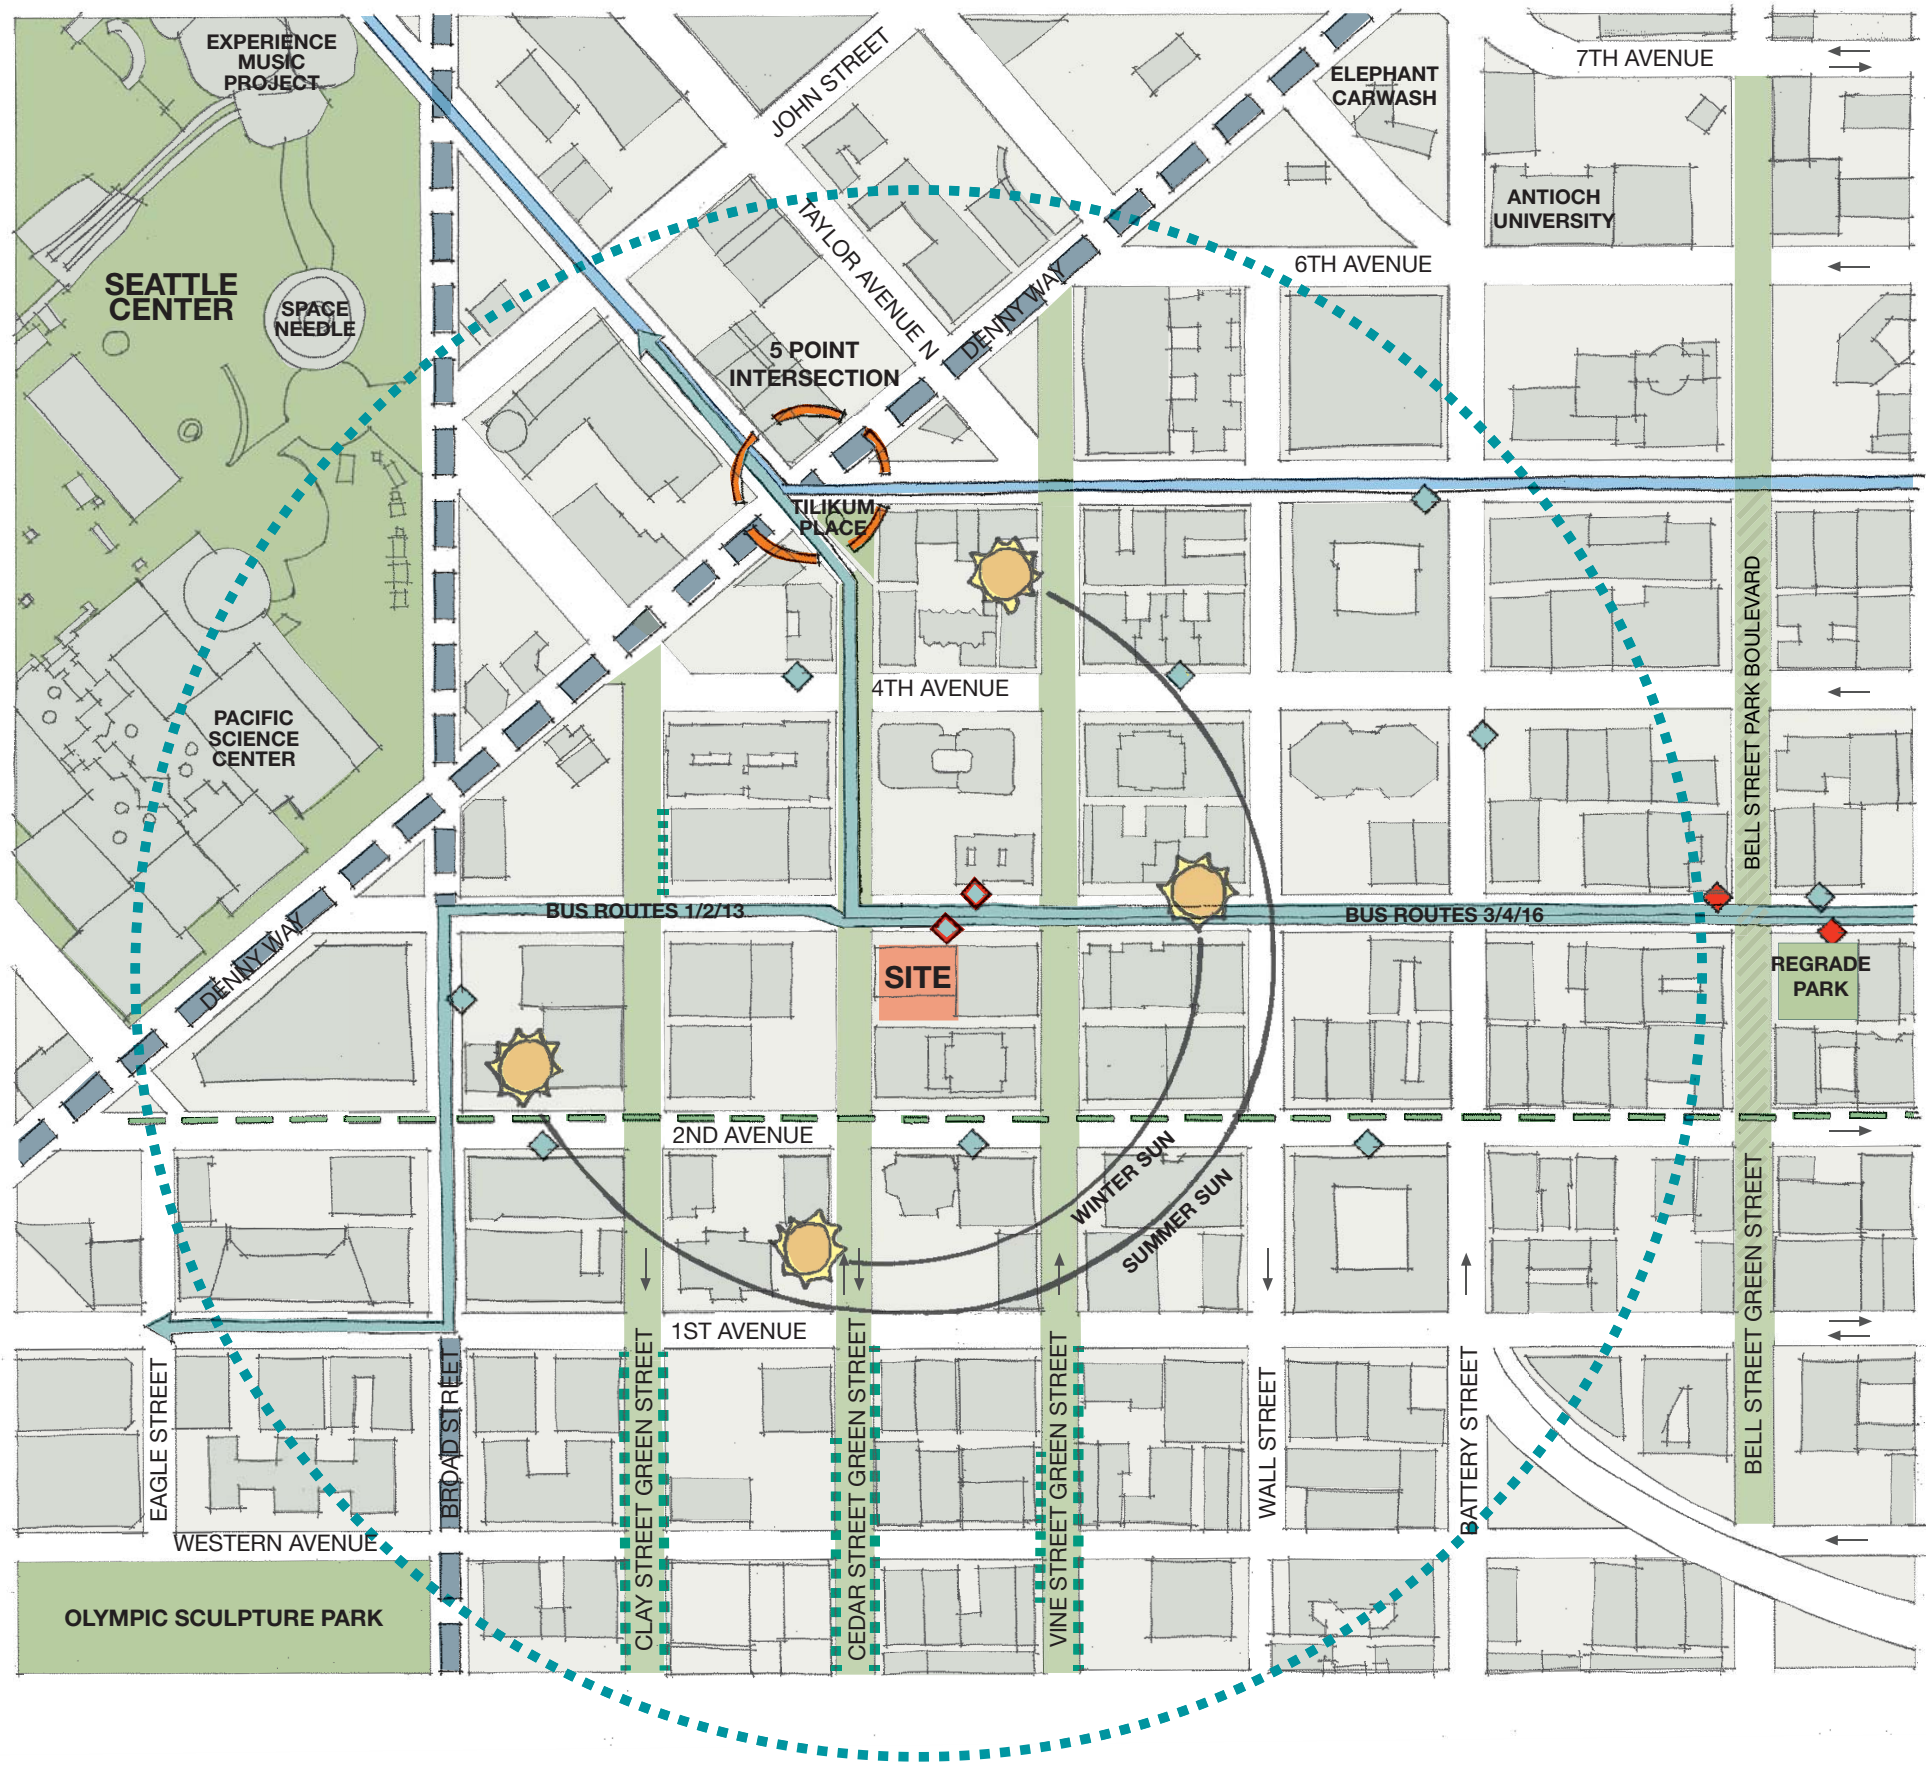 EXPERIENCE
MUSIC
PROJECT
JOHN STREET
ELEPHANT
CARWASH
7TH AVENUE
ANTIOCH
UNIVERSITY
TAYLOR AVENUE N
6TH AVENUE
SEATTLE
CENTER
SPACE
NEEDLE
DENNY WAY
5 POINT
INTERSECTION
TILIKUM
PLACE
BELL STREET PARK BOULEVARD
4TH AVENUE
PACIFIC
SCIENCE
CENTER
BUS ROUTES 1/2/13
BUS ROUTES 3/4/16
DENNY WAY
SITE
REGRADE
PARK
2ND AVENUE
WINTER SUN
SUMMER SUN
1ST AVENUE
EAGLE STREET
BROAD STREET
CLAY STREET GREEN STREET
CEDAR STREET GREEN STREET
VINE STREET GREEN STREET
WALL STREET
BATTERY STREET
BELL STREET GREEN STREET
WESTERN AVENUE
OLYMPIC SCULPTURE PARK